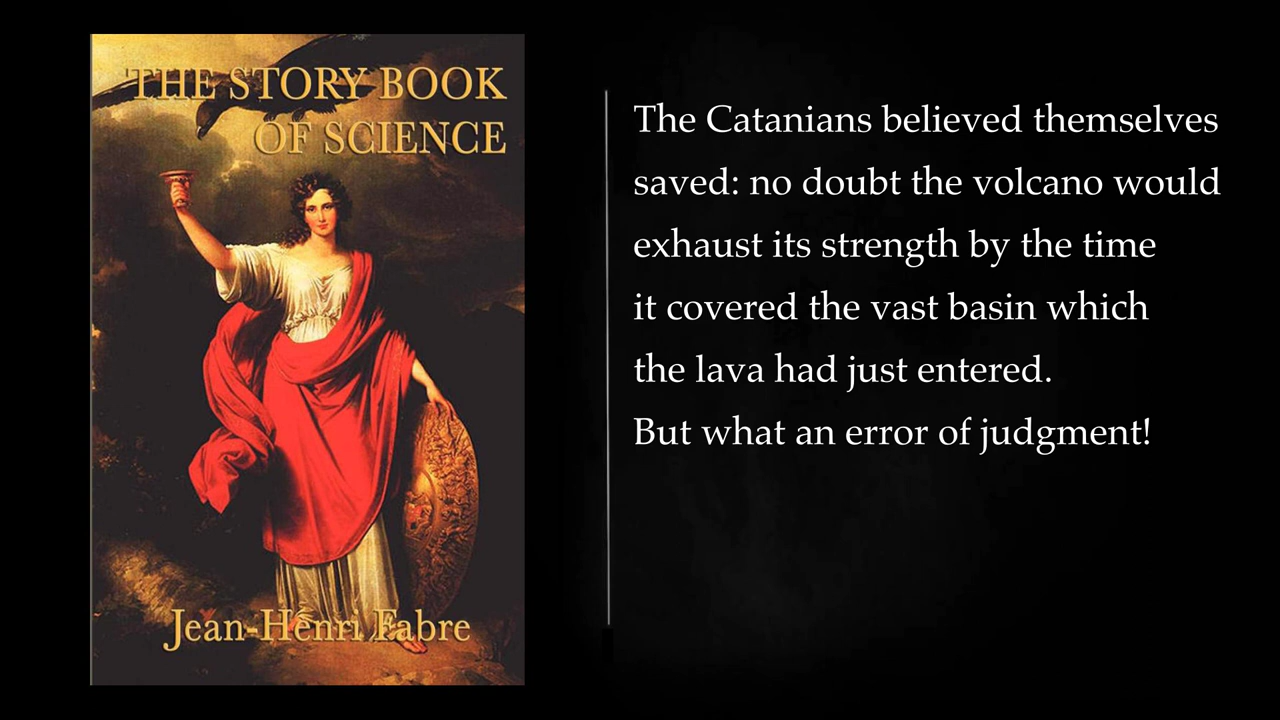 THE STORY BOOK
OF SCIENCE
Jean-Henri Fabre
The Catanians believed themselves
saved: no doubt the volcano would
exhaust its strength by the time
it covered the vast basin which
the lava had just entered.
But what an error of judgment!